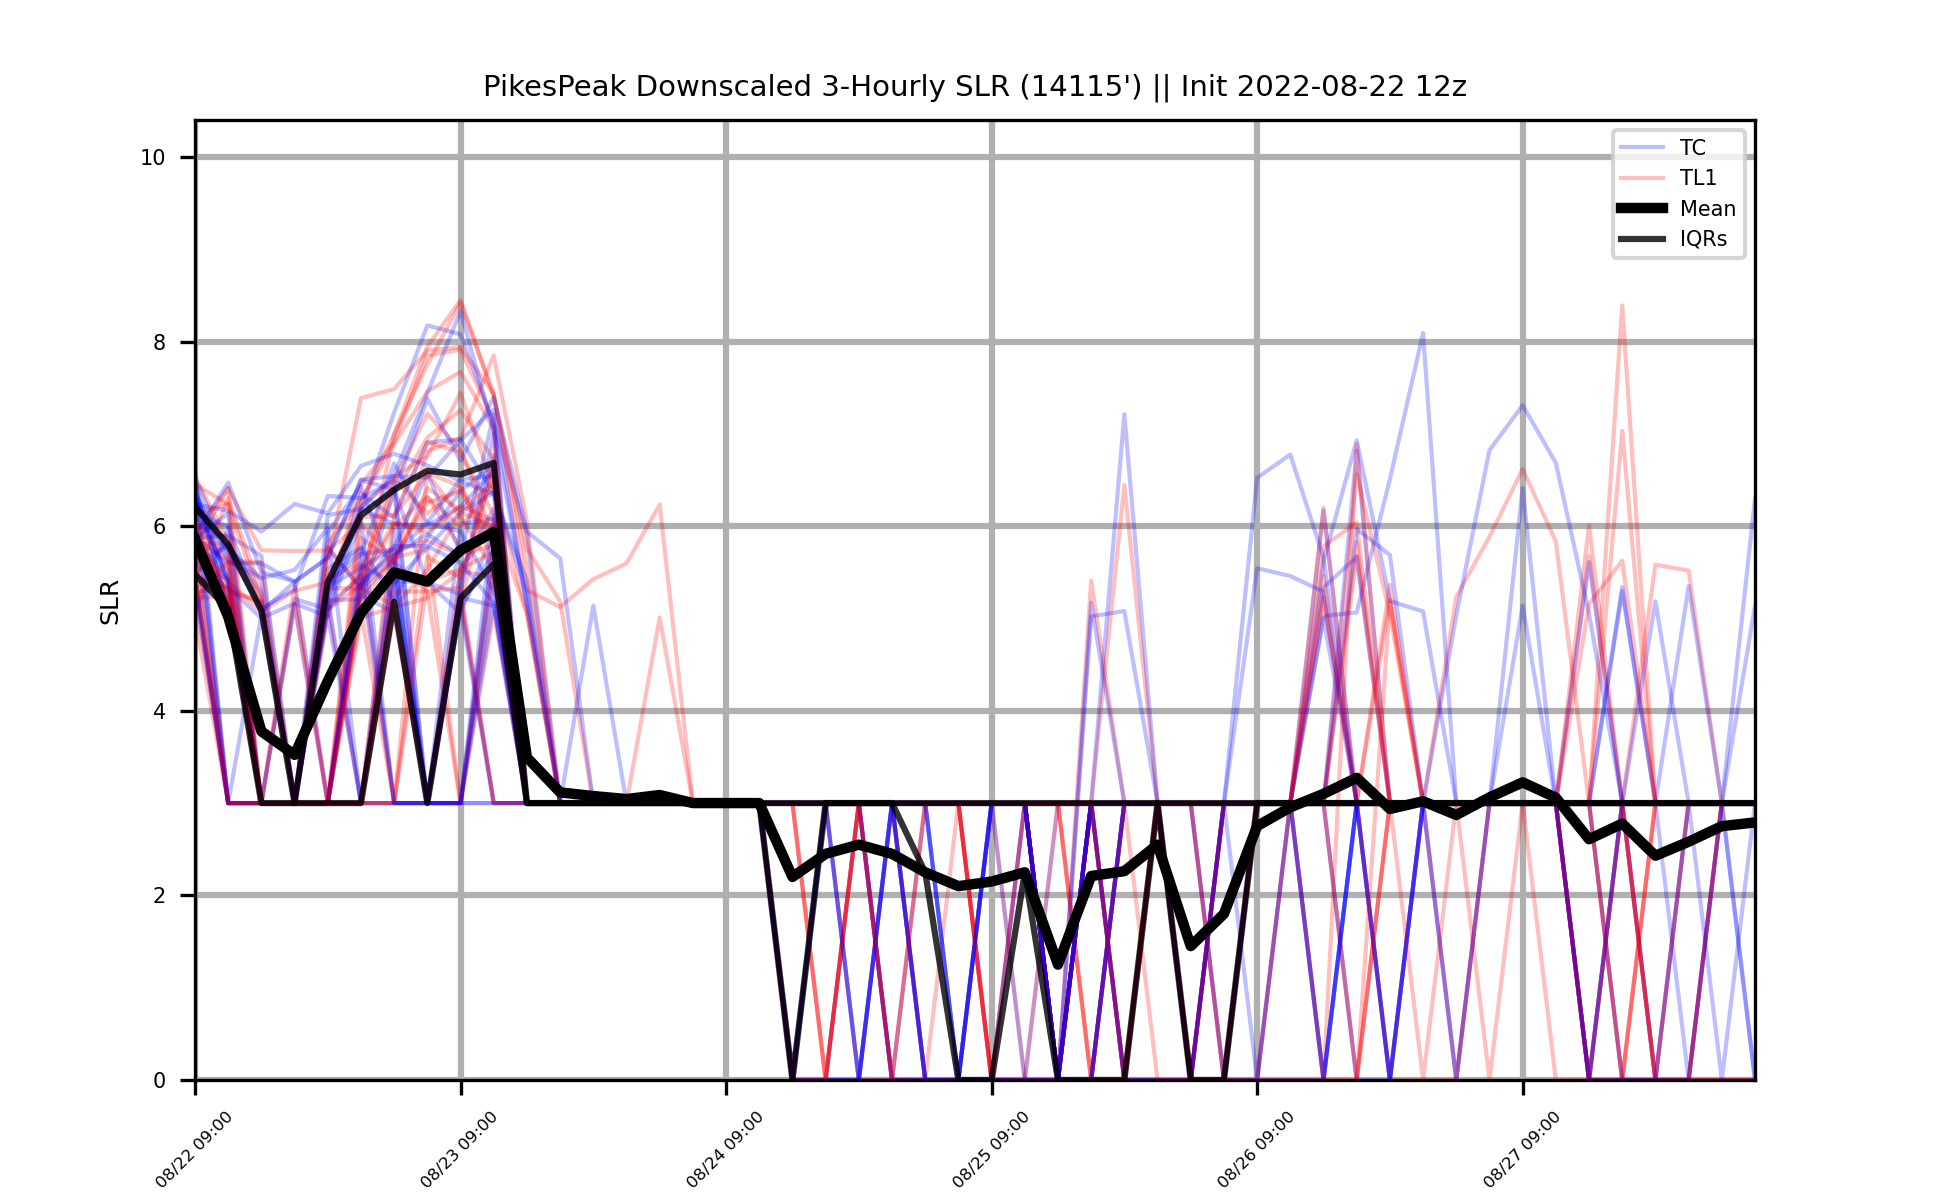 PikesPeak Downscaled 3-Hourly SLR (14115') || Init 2022-08-22 12z
TC
TL1
Mean
IQRs
SLR
10
8
6
4
2
0
08/22 09:00
08/23 09:00
08/24 09:00
08/25 09:00
08/26 09:00
08/27 09:00